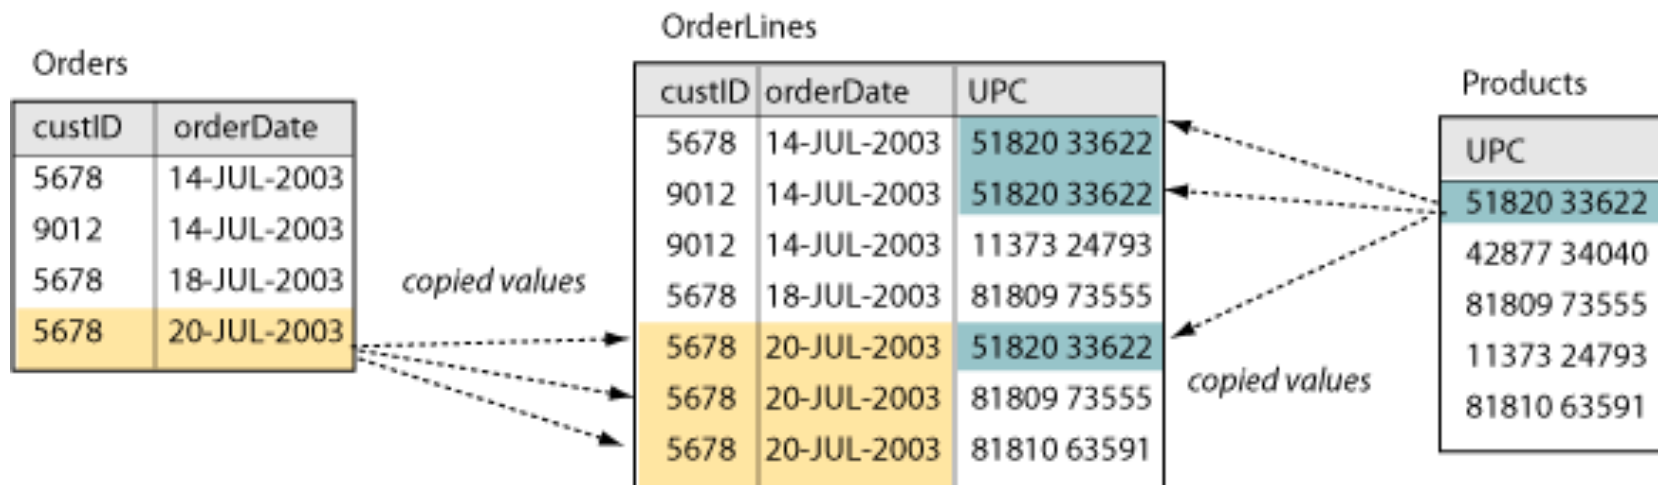 Orders
custID orderDate
5678 14-JUL-2003
9012 14-JUL-2003
5678 18-JUL-2003
5678 20-JUL-2003
copied values
OrderLines
custID orderDate UPC
5678 14-JUL-2003 51820 33622
9012 14-JUL-2003 51820 33622
9012 14-JUL-2003 11373 24793
5678 18-JUL-2003 81809 73555
5678 20-JUL-2003 51820 33622
5678 20-JUL-2003 81809 73555
5678 20-JUL-2003 81810 63591
copied values
Products
UPC
51820 33622
42877 34040
81809 73555
11373 24793
81810 63591